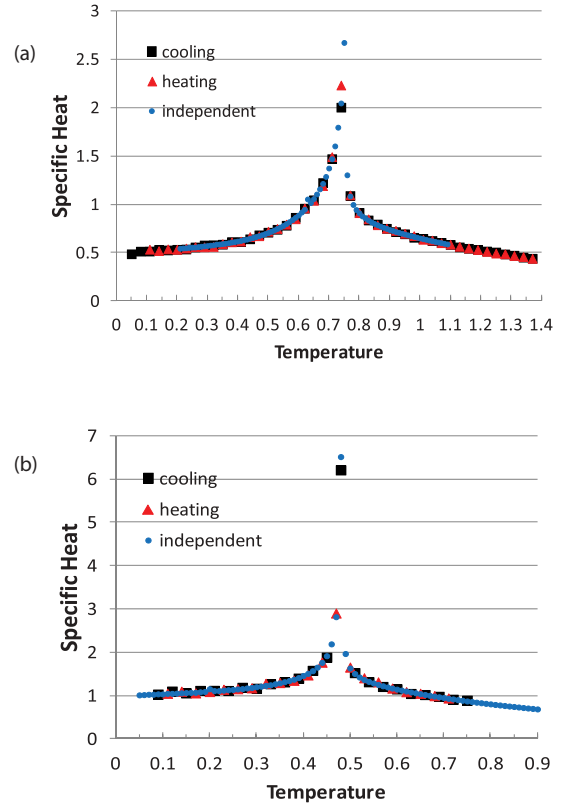 (a)
Specific Heat
3
2.5
2
1.5
1
0.5
0
cooling
heating
independent
0 0.1 0.2 0.3 0.4 0.5 0.6 0.7 0.8 0.9 1 1.1 1.2 1.3 1.4
Temperature
(b)
Specific Heat
7
6
5
4
3
2
1
0
cooling
heating
independent
0 0.1 0.2 0.3 0.4 0.5 0.6 0.7 0.8 0.9
Temperature